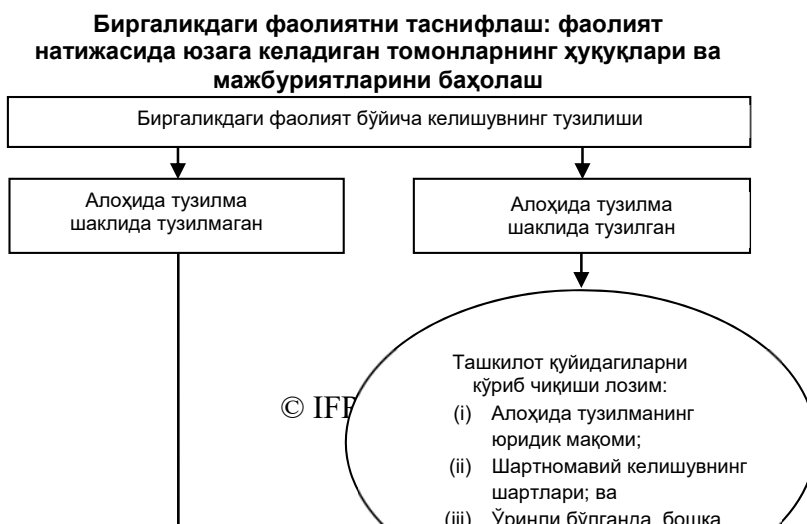 Биргаликдаги фаолиятни таснифлаш: фаолият
натижасида юзага келадиган томонларнинг ҳуқуқлари ва
мажбуриятларини баҳолаш
Биргаликдаги фаолият бўйича келишувнинг тузилиши
Алоҳида тузилма
шаклида тузилмаган
Алоҳида тузилма
шаклида тузилган
Ташкилот қуйидагиларни
кўриб чиқиши лозим:
© IFR
(i) Алоҳида тузилманинг
юридик мақоми;
(ii) Шартномавий келишувнинг
шартлари; ва
(iii) Ўринли бўлганда, бошқа